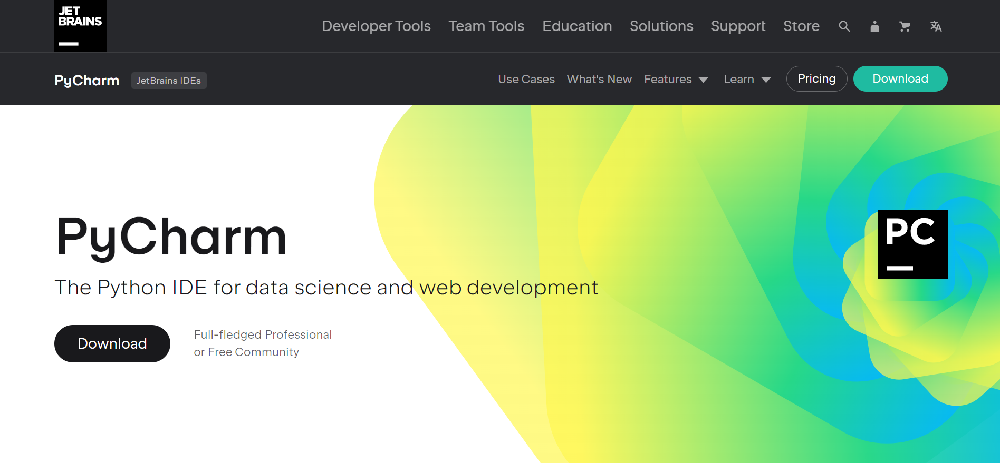 JET
BRAINS
Developer Tools Team Tools Education Solutions Support Store
PyCharm JetBrains IDEs Use Cases What's New Features Learn Pricing Download
PyCharm
PC
The Python IDE for data science and web development
Download
Full-fledged Professional
or Free Community